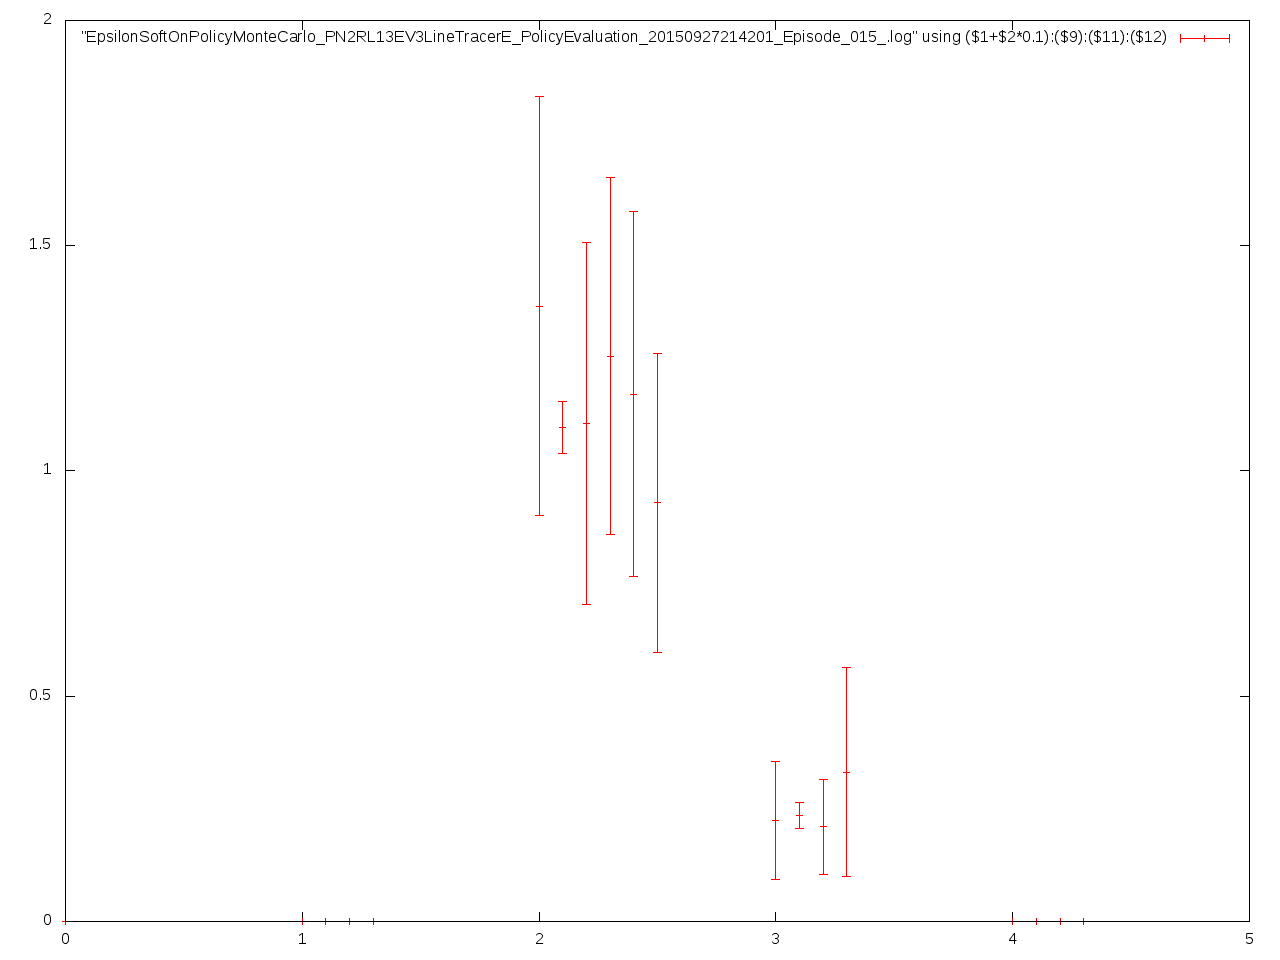 2
"EpsilonSoftOnPolicyMonteCarlo_PN2RL13EV3LineTracerE_PolicyEvaluation_20150927214201_Episode_015_.log" using ($1+$2*0.1):($9):($11):($12)
1.5
1
0.5
0
0 1 2 3 4 5